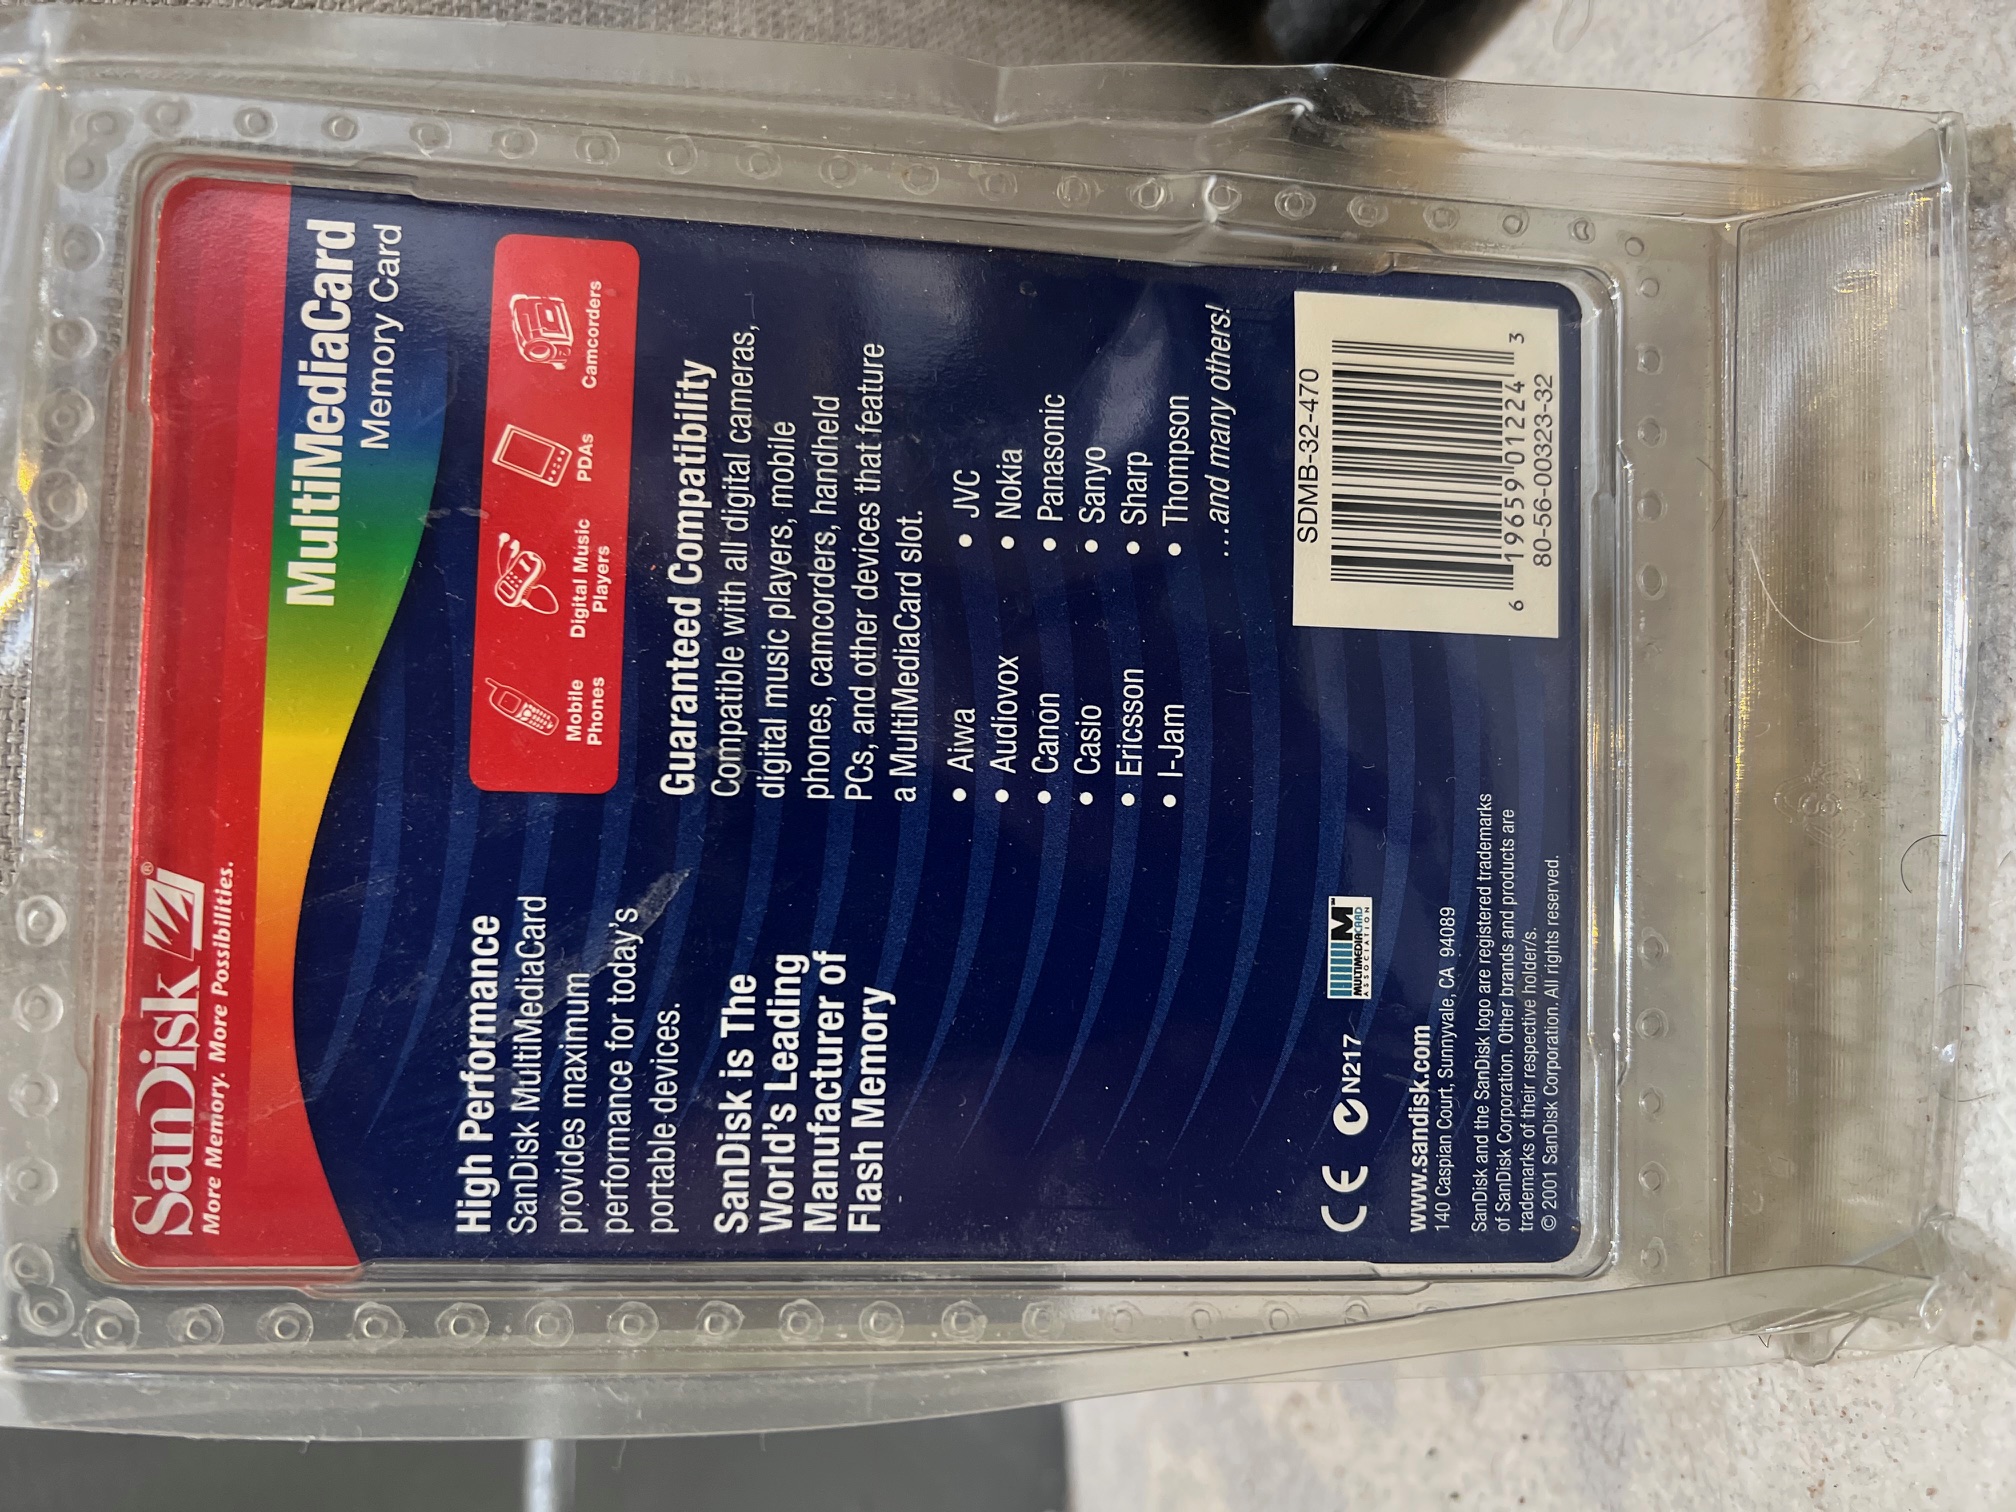 SanDisk®
More Memory. More Possibilities.
MultiMediaCard
Memory Card
High Performance
SanDisk MultiMediaCard
provides maximum
performance for today's
portable devices.
SanDisk is The
World's Leading
Manufacturer of
Flash Memory
Mobile
Phones
Digital Music
Players
PDAs
Camcorders
Guaranteed Compatibility
Compatible with all digital cameras,
digital music players, mobile
phones, camcorders, handheld
PCs, and other devices that feature
a MultiMediaCard slot.
• Aiwa
• Audiovox
• Canon
• Casio
• Ericsson
• I-Jam
• JVC
• Nokia
• Panasonic
• Sanyo
• Sharp
• Thompson
...and many others!
CE N217
M™
MULTIMEDIACARD
ASSOCIATION
www.sandisk.com
140 Caspian Court, Sunnyvale, CA 94089
SanDisk and the SanDisk logo are registered trademarks
of SanDisk Corporation. Other brands and products are
trademarks of their respective holder/s.
© 2001 SanDisk Corporation. All rights reserved.
SDMB-32-470
6 19659 01224 3
80-56-00323-32